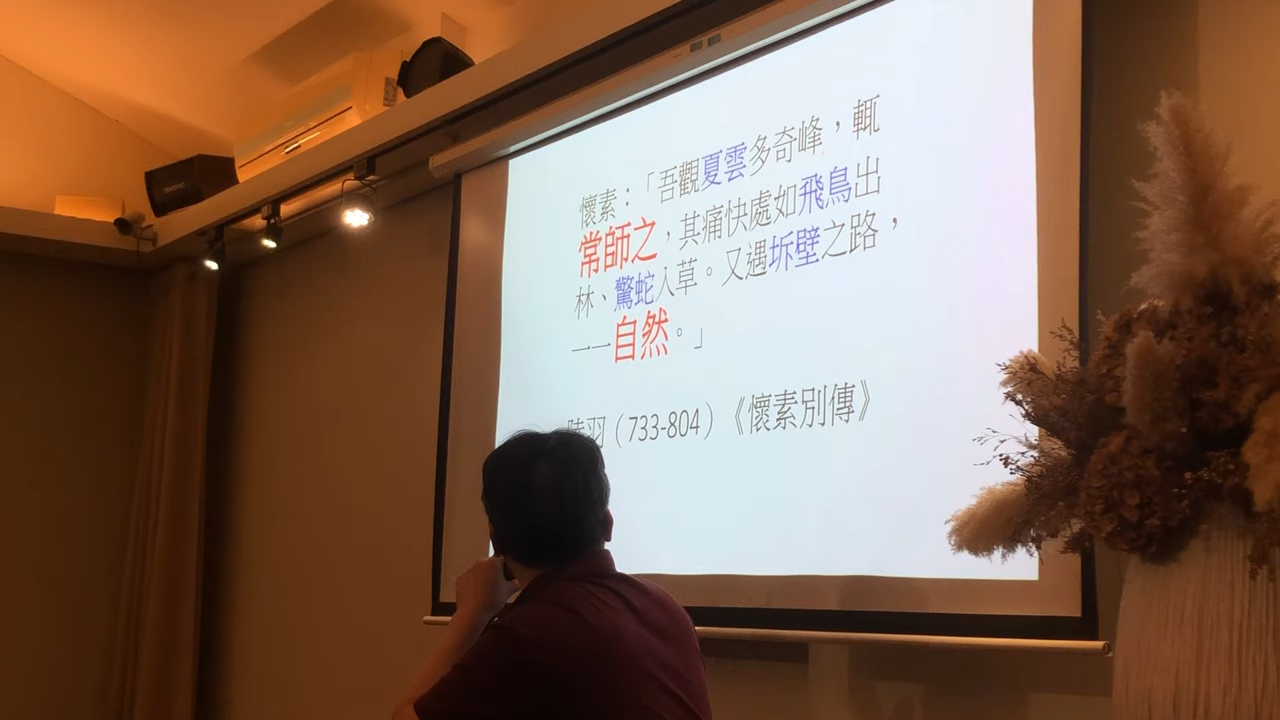 懷素：「吾觀夏雲多奇峰，輒
常師之，其痛快處如飛鳥出
林、驚蛇入草。又遇坼壁之路，
一一自然。」
陸羽（733-804）《懷素別傳》